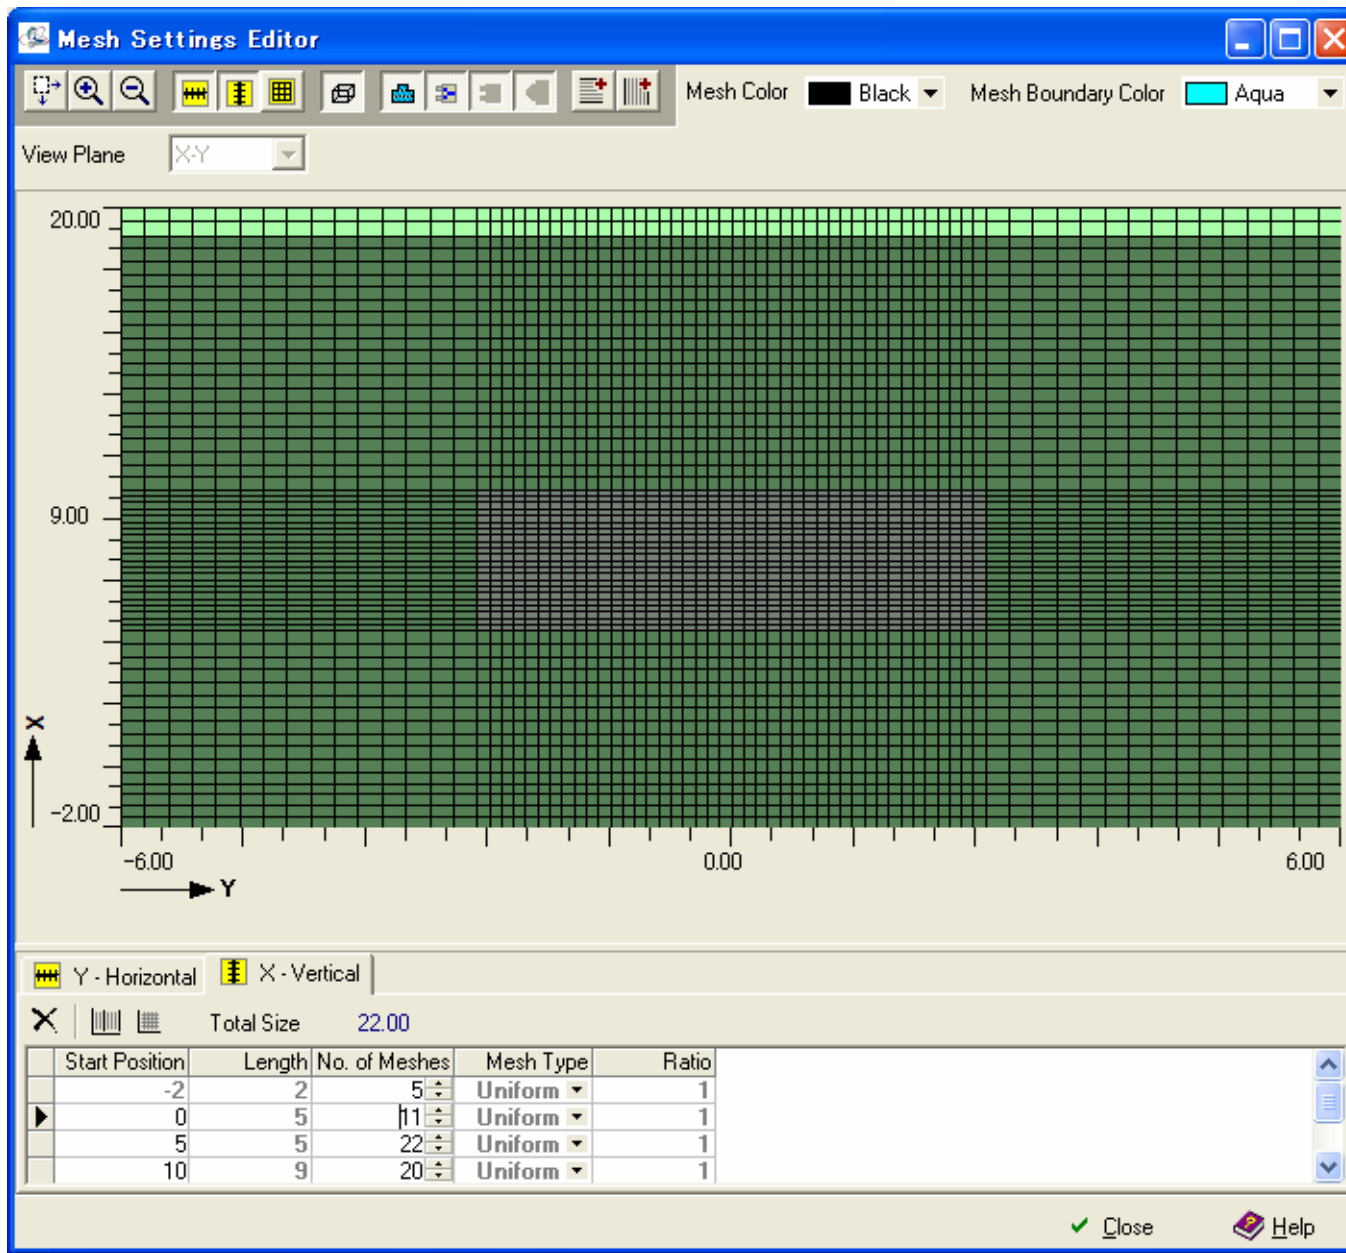 Mesh Settings Editor
Mesh Color Black Mesh Boundary Color Aqua
View Plane X-Y
20.00
9.00
X
-2.00
-6.00 0.00 6.00
Y
Y - Horizontal X - Vertical
Total Size 22.00
Start Position Length No. of Meshes Mesh Type Ratio
-2 2 5 Uniform 1
0 5 11 Uniform 1
5 5 22 Uniform 1
10 9 20 Uniform 1
Close Help